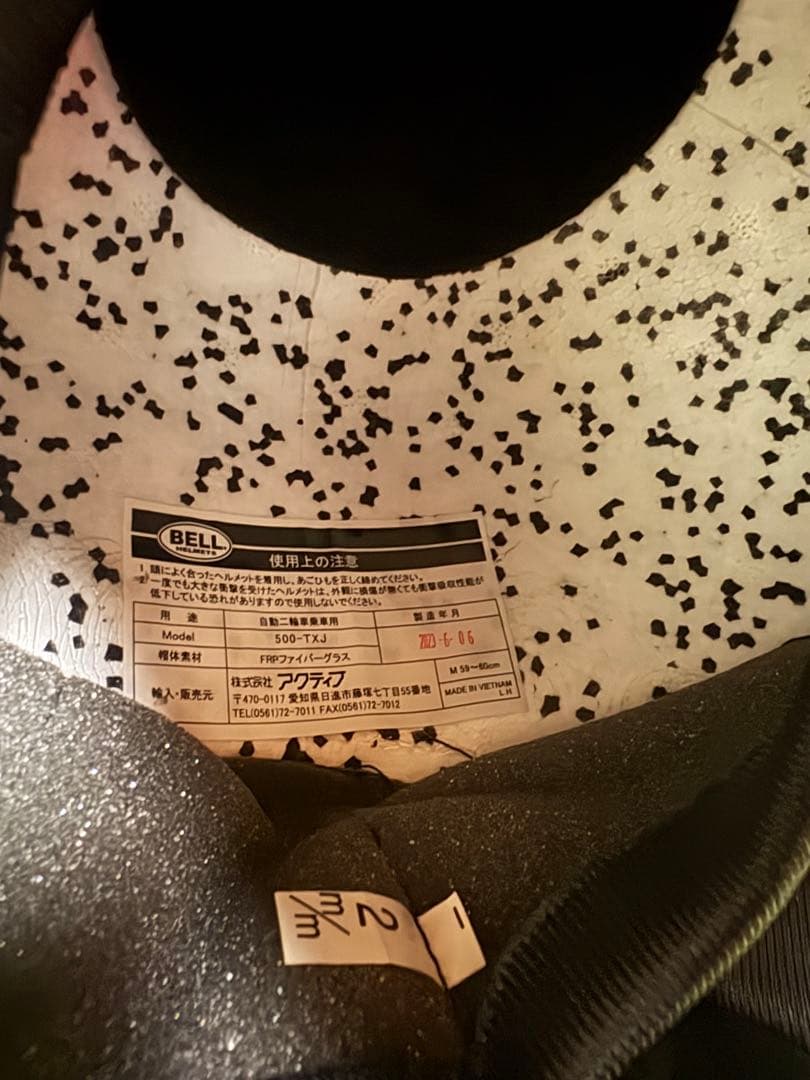 BELL
HELMETS
使用上の注意
1. 頭によく合ったヘルメットを着用し、あごひもを正しく締めてください。
2. 一度でも大きな衝撃を受けたヘルメットは、外観に損傷が無くても衝撃吸収性能が
低下している恐れがありますので使用しないでください。
用 途 自動二輪車乗車用 製造年月
Model 500-TXJ 2023-6-06
帽体素材 FRPファイバーグラス
輸入・販売元 株式会社 アクティブ M 59〜60cm
〒470-0117 愛知県日進市藤塚七丁目55番地 MADE IN VIETNAM
TEL(0561)72-7011 FAX(0561)72-7012 L.H
2
m/m